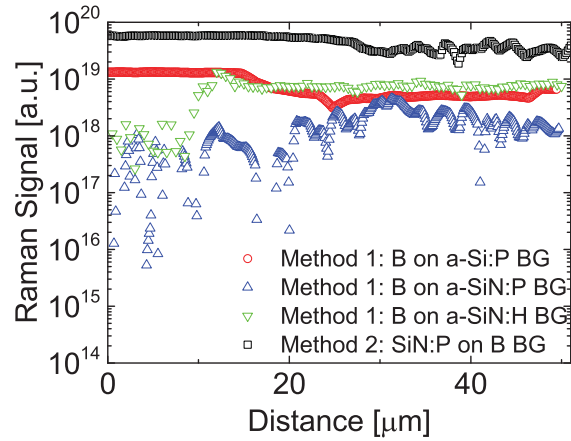 10^20
10^19
10^18
10^17
10^16
10^15
10^14
Raman Signal [a.u.]
Method 1: B on a-Si:P BG
Method 1: B on a-SiN:P BG
Method 1: B on a-SiN:H BG
Method 2: SiN:P on B BG
0 20 40
Distance [μm]